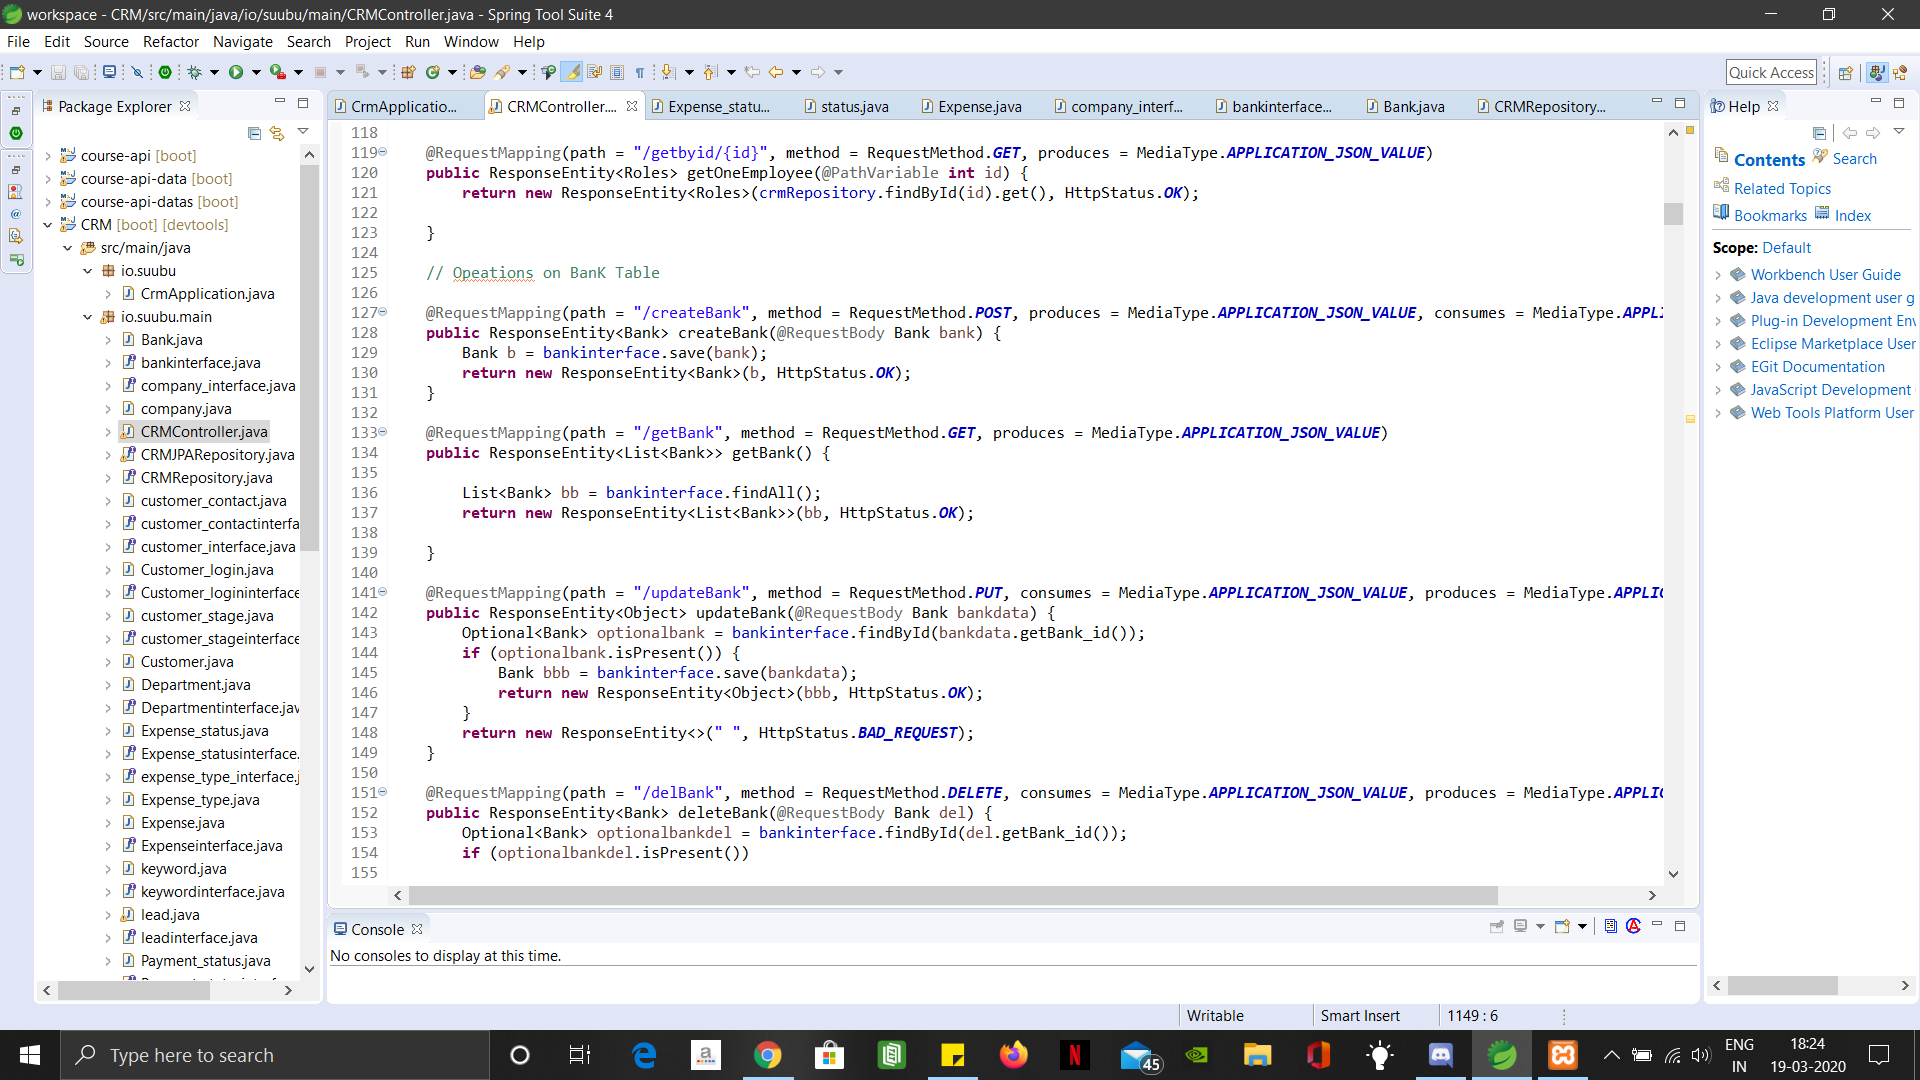 workspace - CRM/src/main/java/io/suubu/main/CRMController.java - Spring Tool Suite 4
File Edit Source Refactor Navigate Search Project Run Window Help
Quick Access
Package Explorer
course-api [boot]
course-api-data [boot]
course-api-datas [boot]
CRM [boot] [devtools]
src/main/java
io.suubu
CrmApplication.java
io.suubu.main
Bank.java
bankinterface.java
company_interface.java
company.java
CRMController.java
CRMJPARepository.java
CRMRepository.java
customer_contact.java
customer_contactinterfa
customer_interface.java
Customer_login.java
Customer_logininterface
customer_stage.java
customer_stageinterface
Customer.java
Department.java
Departmentinterface.jav
Expense_status.java
Expense_statusinterface.
expense_type_interface.j
Expense_type.java
Expense.java
Expenseinterface.java
keyword.java
keywordinterface.java
lead.java
leadinterface.java
Payment_status.java
CrmApplicatio... CRMController.... Expense_statu... status.java Expense.java company_interf... bankinterface... Bank.java CRMRepository...
118
119 @RequestMapping(path = "/getbyid/{id}", method = RequestMethod.GET, produces = MediaType.APPLICATION_JSON_VALUE)
120 public ResponseEntity<Roles> getOneEmployee(@PathVariable int id) {
121 return new ResponseEntity<Roles>(crmRepository.findById(id).get(), HttpStatus.OK);
122
123 }
124
125 // Opeations on BanK Table
126
127 @RequestMapping(path = "/createBank", method = RequestMethod.POST, produces = MediaType.APPLICATION_JSON_VALUE, consumes = MediaType.APPL
128 public ResponseEntity<Bank> createBank(@RequestBody Bank bank) {
129 Bank b = bankinterface.save(bank);
130 return new ResponseEntity<Bank>(b, HttpStatus.OK);
131 }
132
133 @RequestMapping(path = "/getBank", method = RequestMethod.GET, produces = MediaType.APPLICATION_JSON_VALUE)
134 public ResponseEntity<List<Bank>> getBank() {
135
136 List<Bank> bb = bankinterface.findAll();
137 return new ResponseEntity<List<Bank>>(bb, HttpStatus.OK);
138
139 }
140
141 @RequestMapping(path = "/updateBank", method = RequestMethod.PUT, consumes = MediaType.APPLICATION_JSON_VALUE, produces = MediaType.APPLIC
142 public ResponseEntity<Object> updateBank(@RequestBody Bank bankdata) {
143 Optional<Bank> optionalbank = bankinterface.findById(bankdata.getBank_id());
144 if (optionalbank.isPresent()) {
145 Bank bbb = bankinterface.save(bankdata);
146 return new ResponseEntity<Object>(bbb, HttpStatus.OK);
147 }
148 return new ResponseEntity<>(" ", HttpStatus.BAD_REQUEST);
149 }
150
151 @RequestMapping(path = "/delBank", method = RequestMethod.DELETE, consumes = MediaType.APPLICATION_JSON_VALUE, produces = MediaType.APPLIC
152 public ResponseEntity<Bank> deleteBank(@RequestBody Bank del) {
153 Optional<Bank> optionalbankdel = bankinterface.findById(del.getBank_id());
154 if (optionalbankdel.isPresent())
155
Console
No consoles to display at this time.
Help
Contents Search
Related Topics
Bookmarks Index
Scope: Default
Workbench User Guide
Java development user g
Plug-in Development Env
Eclipse Marketplace User
EGit Documentation
JavaScript Development
Web Tools Platform User
Writable Smart Insert 1149 : 6
Type here to search
45
ENG
IN
18:24
19-03-2020